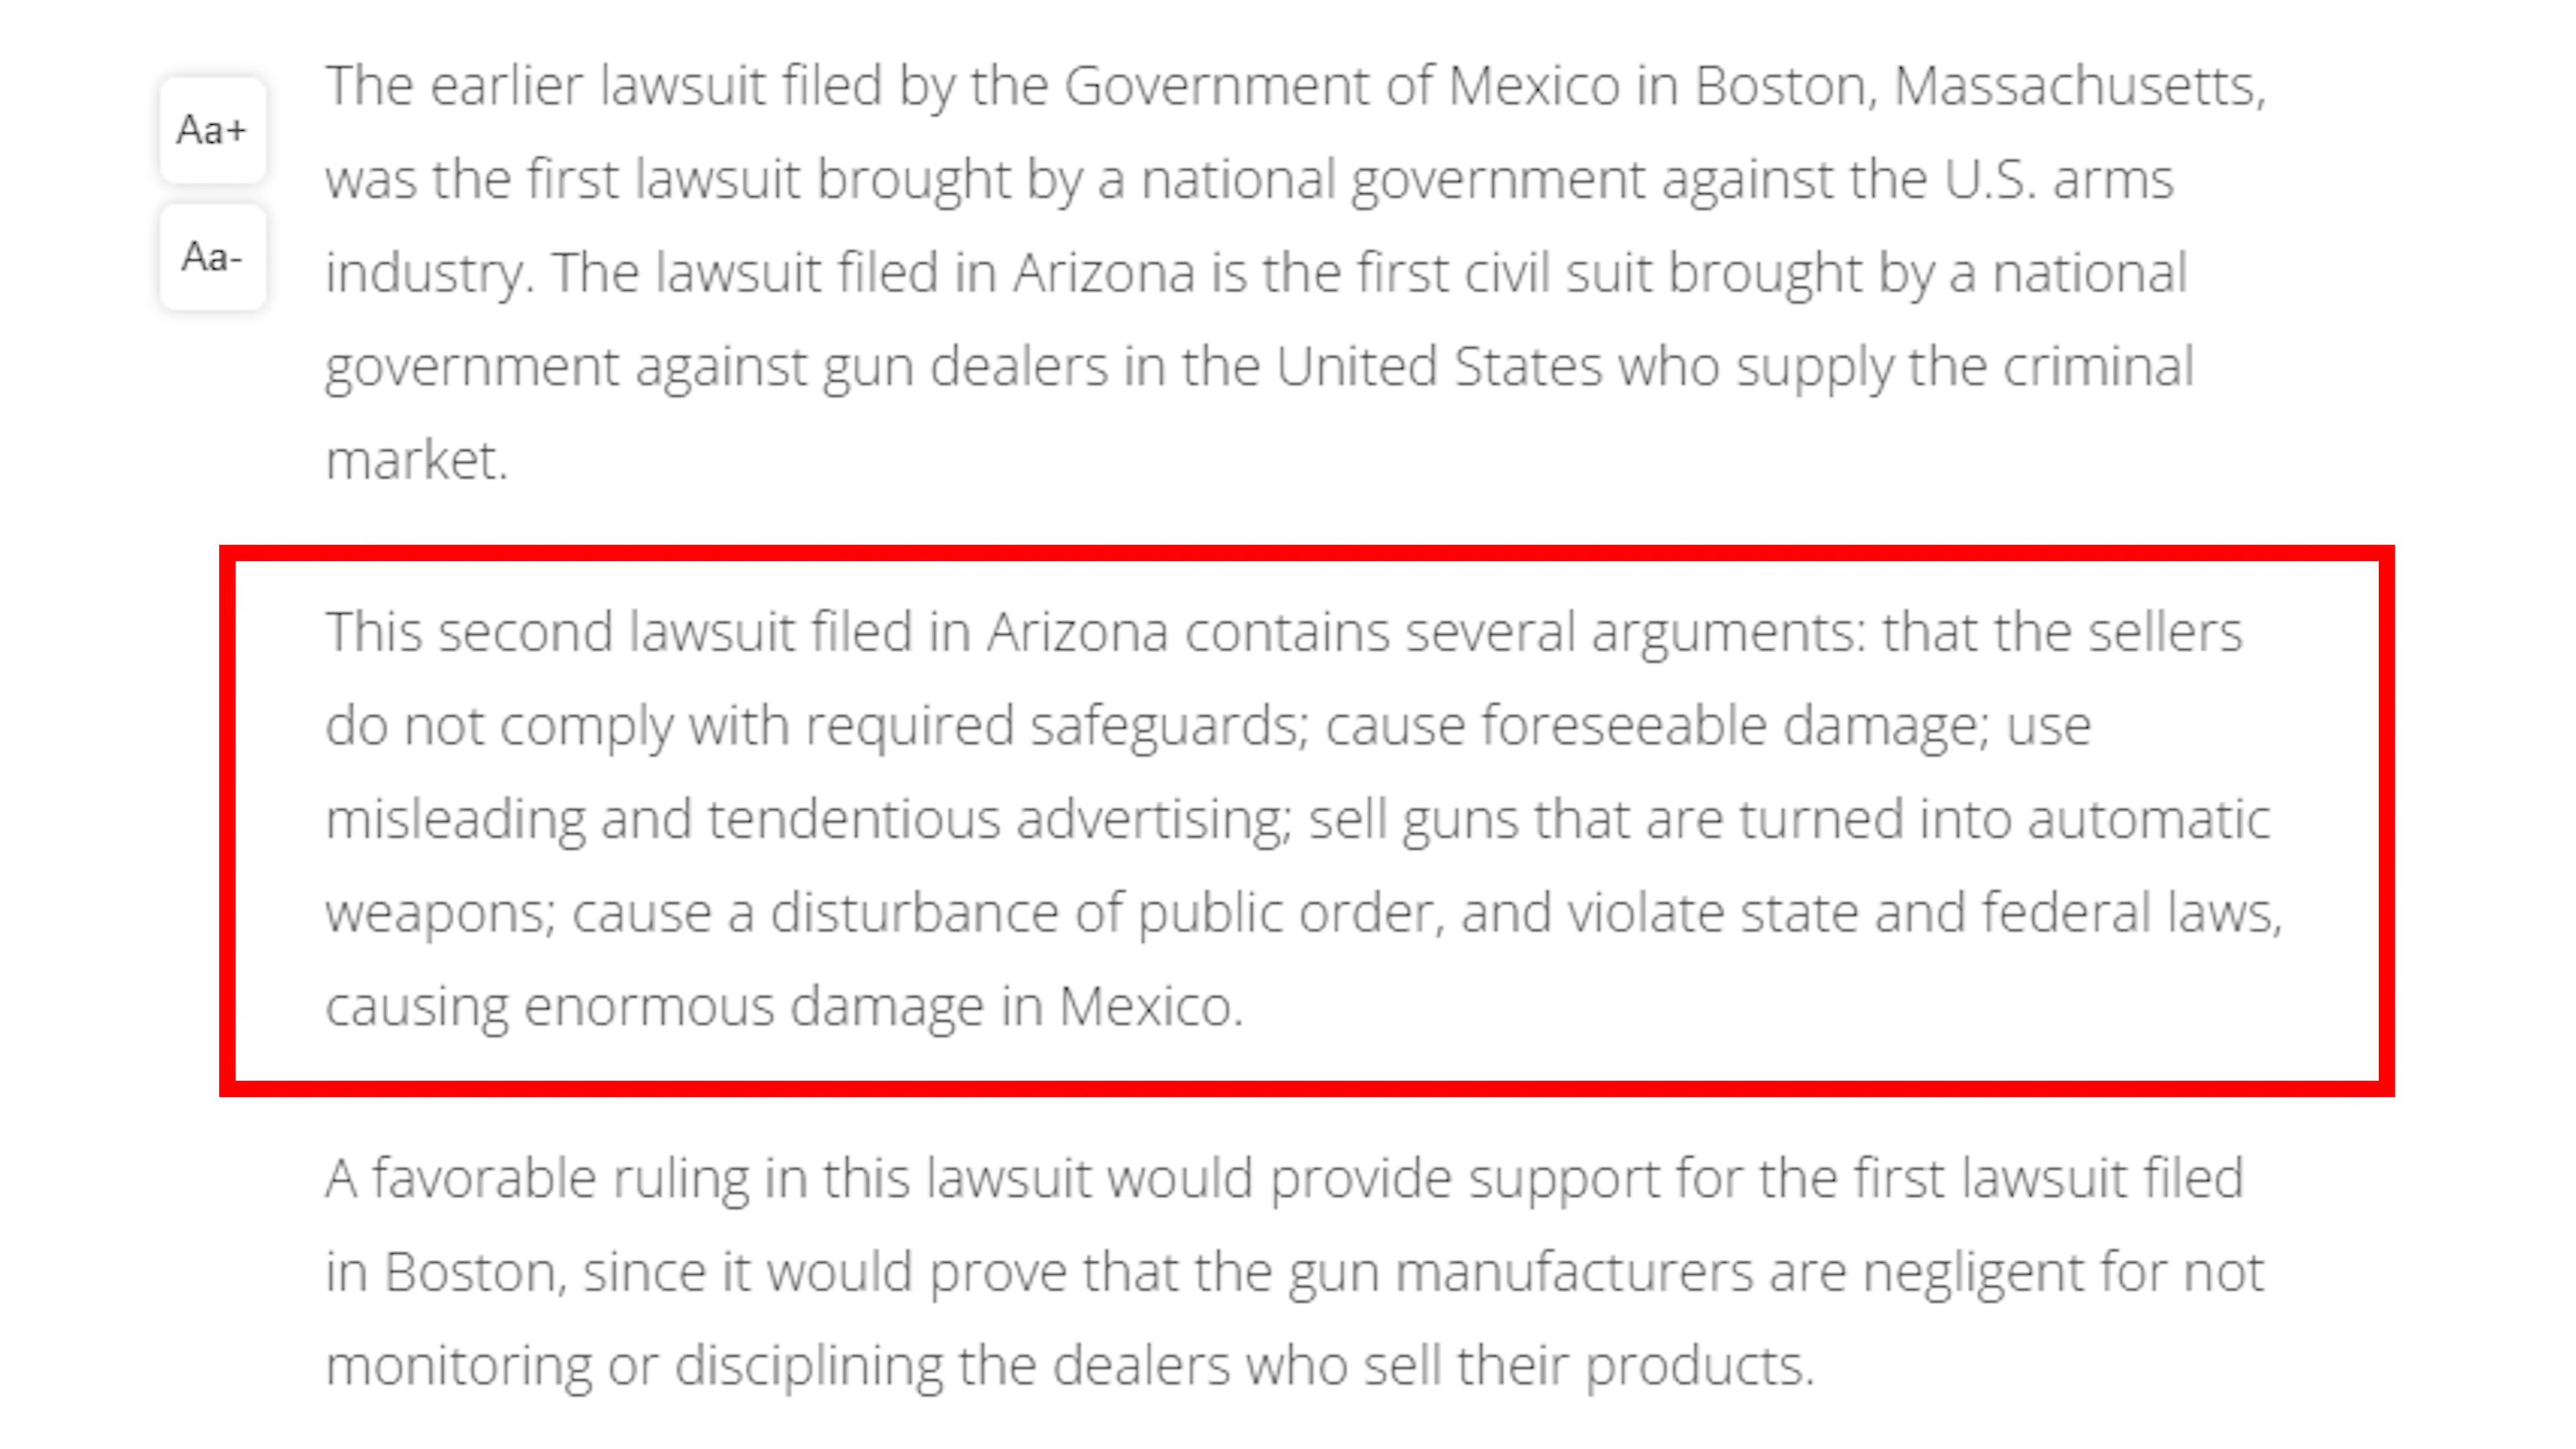 Aa+
Aa-
The earlier lawsuit filed by the Government of Mexico in Boston, Massachusetts,
was the first lawsuit brought by a national government against the U.S. arms
industry. The lawsuit filed in Arizona is the first civil suit brought by a national
government against gun dealers in the United States who supply the criminal
market.
This second lawsuit filed in Arizona contains several arguments: that the sellers
do not comply with required safeguards; cause foreseeable damage; use
misleading and tendentious advertising; sell guns that are turned into automatic
weapons; cause a disturbance of public order, and violate state and federal laws,
causing enormous damage in Mexico.
A favorable ruling in this lawsuit would provide support for the first lawsuit filed
in Boston, since it would prove that the gun manufacturers are negligent for not
monitoring or disciplining the dealers who sell their products.